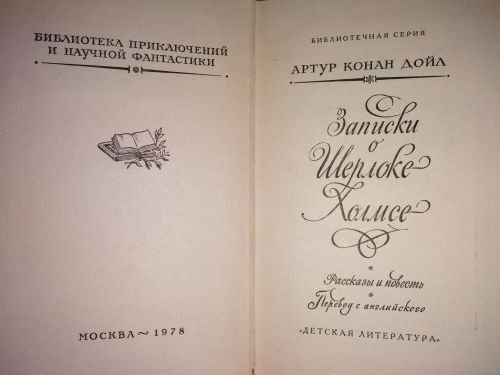 БИБЛИОТЕКА ПРИКЛЮЧЕНИЙ
И НАУЧНОЙ ФАНТАСТИКИ
МОСКВА ~ 1978
БИБЛИОТЕЧНАЯ СЕРИЯ
АРТУР КОНАН ДОЙЛ
Записки
о
Шерлоке
Холмсе
Рассказы и повесть
Перевод с английского
«ДЕТСКАЯ ЛИТЕРАТУРА»